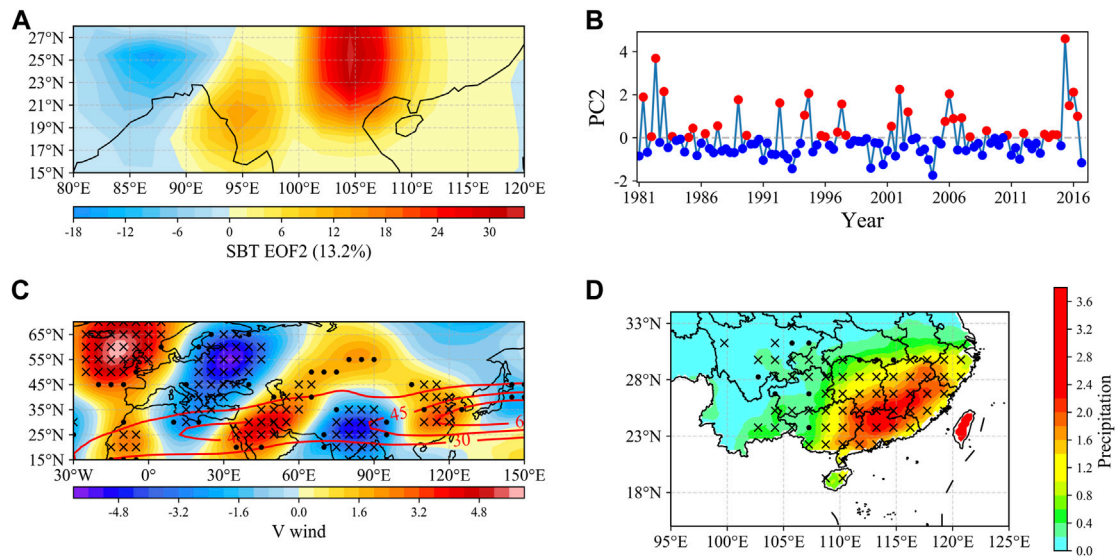 A
27°N
25°N
23°N
21°N
19°N
17°N
15°N
80°E 85°E 90°E 95°E 100°E 105°E 110°E 115°E 120°E
-18 -12 -6 0 6 12 18 24 30
SBT EOF2 (13.2%)
B
4
2
0
-2
PC2
1981 1986 1991 1996 2001 2006 2011 2016
Year
C
65°N
55°N
45°N
35°N
25°N
15°N
45
30
30°W 0°E 30°E 60°E 90°E 120°E 150°E
-4.8 -3.2 -1.6 0.0 1.6 3.2 4.8
V wind
D
33°N
28°N
23°N
18°N
95°E 100°E 105°E 110°E 115°E 120°E 125°E
3.6
3.2
2.8
2.4
2.0
1.6
1.2
0.8
0.4
0.0
Precipitation